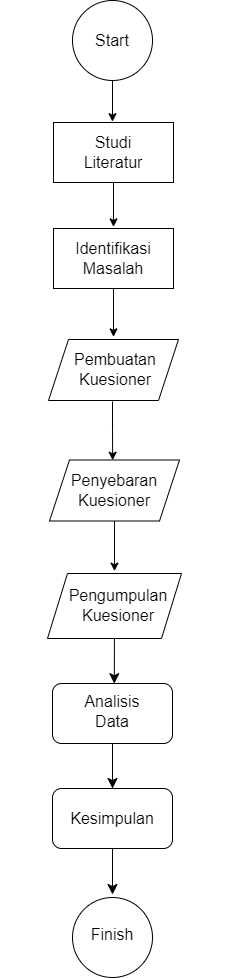 Start
Studi
Literatur
Identifikasi
Masalah
Pembuatan
Kuesioner
Penyebaran
Kuesioner
Pengumpulan
Kuesioner
Analisis
Data
Kesimpulan
Finish